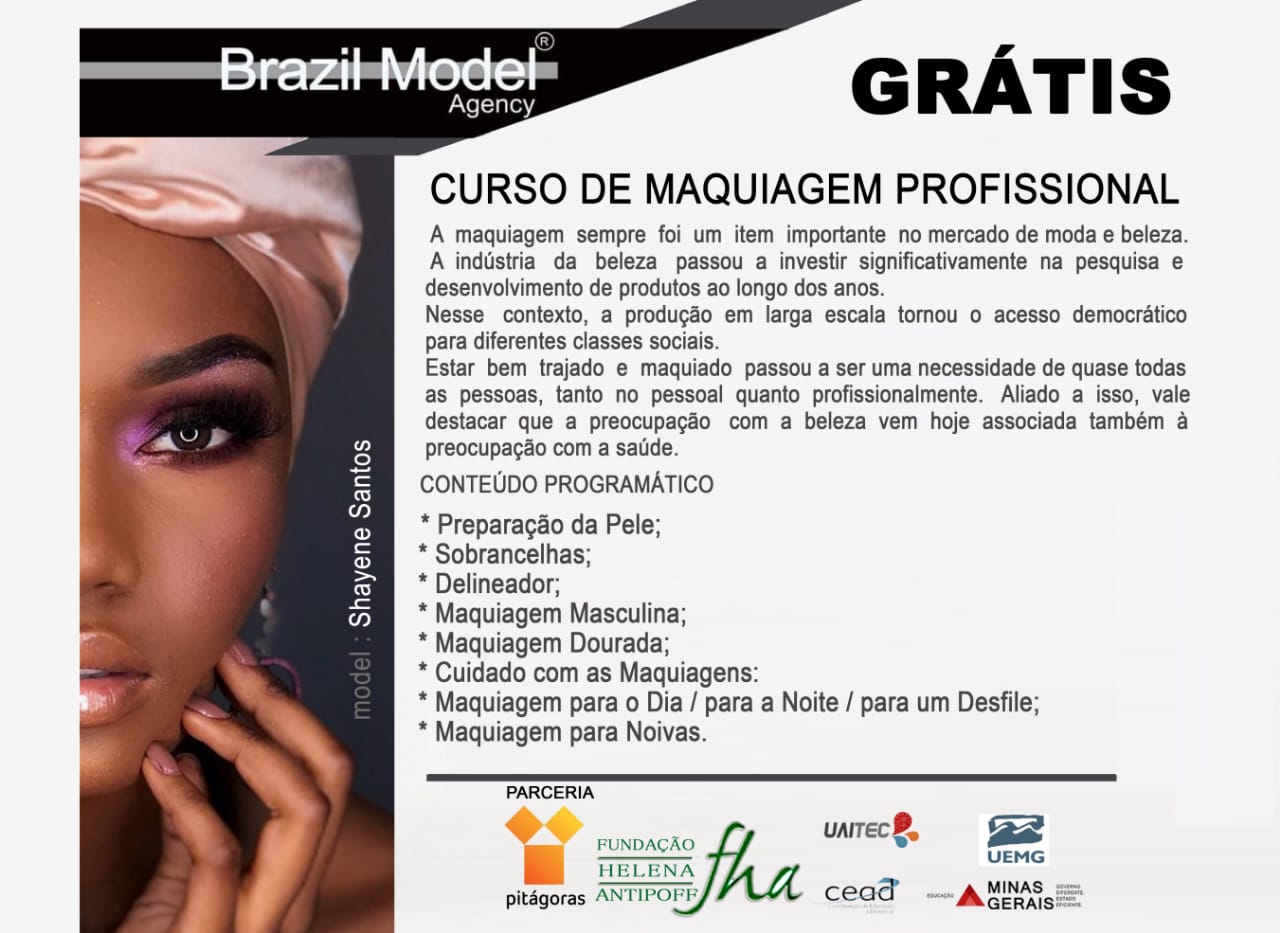 Brazil Model®
Agency
GRÁTIS
CURSO DE MAQUIAGEM PROFISSIONAL
A maquiagem sempre foi um item importante no mercado de moda e beleza.
A indústria da beleza passou a investir significativamente na pesquisa e
desenvolvimento de produtos ao longo dos anos.
Nesse contexto, a produção em larga escala tornou o acesso democrático
para diferentes classes sociais.
Estar bem trajado e maquiado passou a ser uma necessidade de quase todas
as pessoas, tanto no pessoal quanto profissionalmente. Aliado a isso, vale
destacar que a preocupação com a beleza vem hoje associada também à
preocupação com a saúde.
CONTEÚDO PROGRAMÁTICO
* Preparação da Pele;
* Sobrancelhas;
* Delineador;
* Maquiagem Masculina;
* Maquiagem Dourada;
* Cuidado com as Maquiagens:
* Maquiagem para o Dia / para a Noite / para um Desfile;
* Maquiagem para Noivas.
model : Shayene Santos
PARCERIA
pitágoras
FUNDAÇÃO
HELENA
ANTIPOFF
fha
UAITEC
UEMG
cead
EDUCAÇÃO
MINAS
GERAIS
GOVERNO
DIFERENTE.
ESTADO
EFICIENTE.